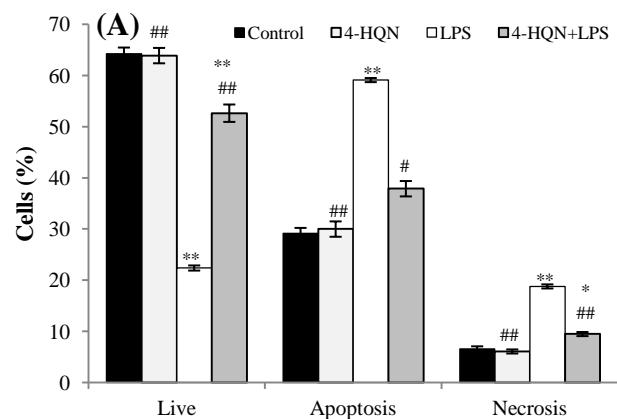 (A)
Control 4-HQN LPS 4-HQN+LPS
Cells (%)
70
60
50
40
30
20
10
0
## ** ** ##
** ## #
## ** * ##
Live Apoptosis Necrosis